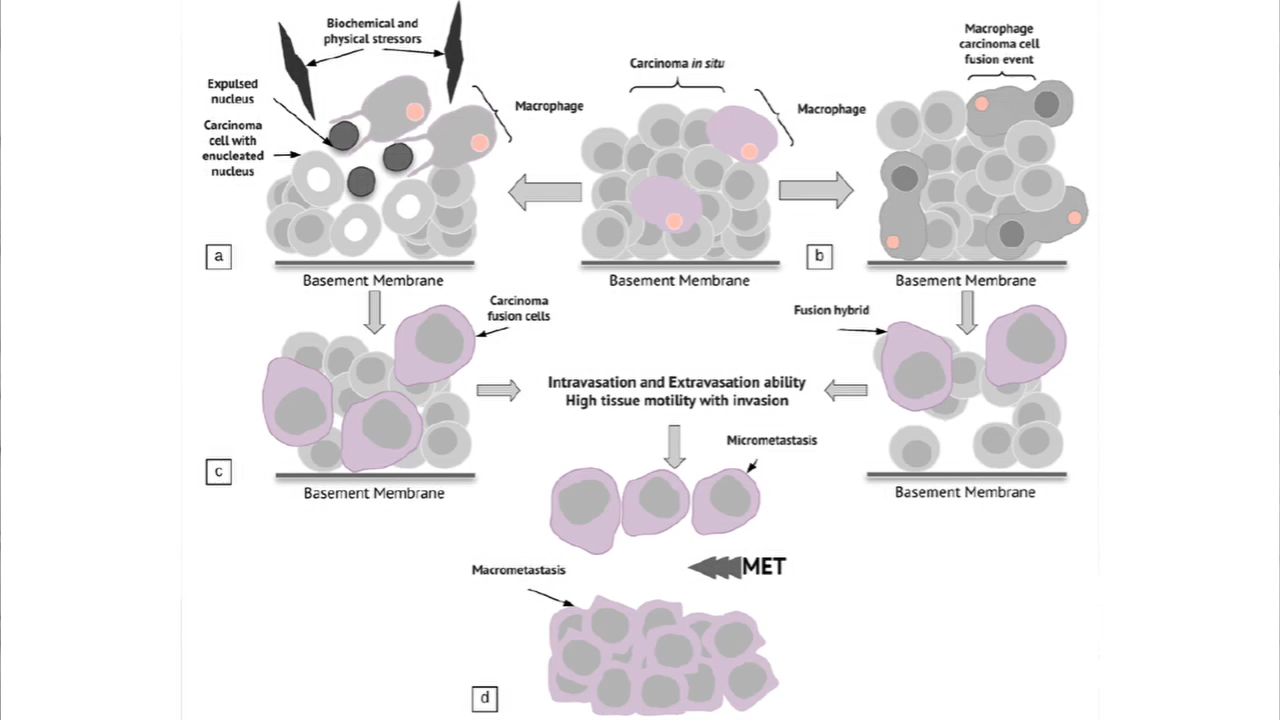 Biochemical and
physical stressors
Expulsed
nucleus
Carcinoma
cell with
enucleated
nucleus
Macrophage
a
Basement Membrane
Carcinoma in situ
Macrophage
Basement Membrane
Macrophage
carcinoma cell
fusion event
b
Basement Membrane
Carcinoma
fusion cells
c
Basement Membrane
Fusion hybrid
Basement Membrane
Intravasation and Extravasation ability
High tissue motility with invasion
Micrometastasis
MET
Macrometastasis
d